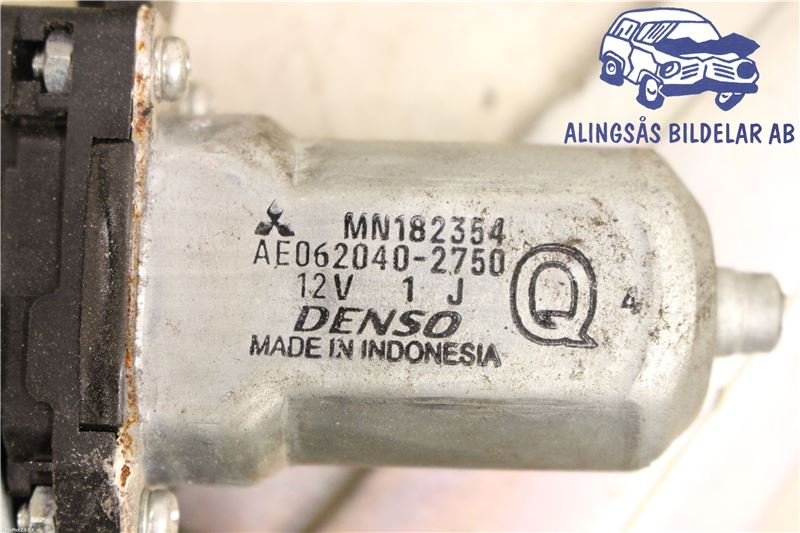 ALINGSÅS BILDELAR AB
MN182354
AE062040-2750
12V 1 J
DENSO
MADE IN INDONESIA
Q
4